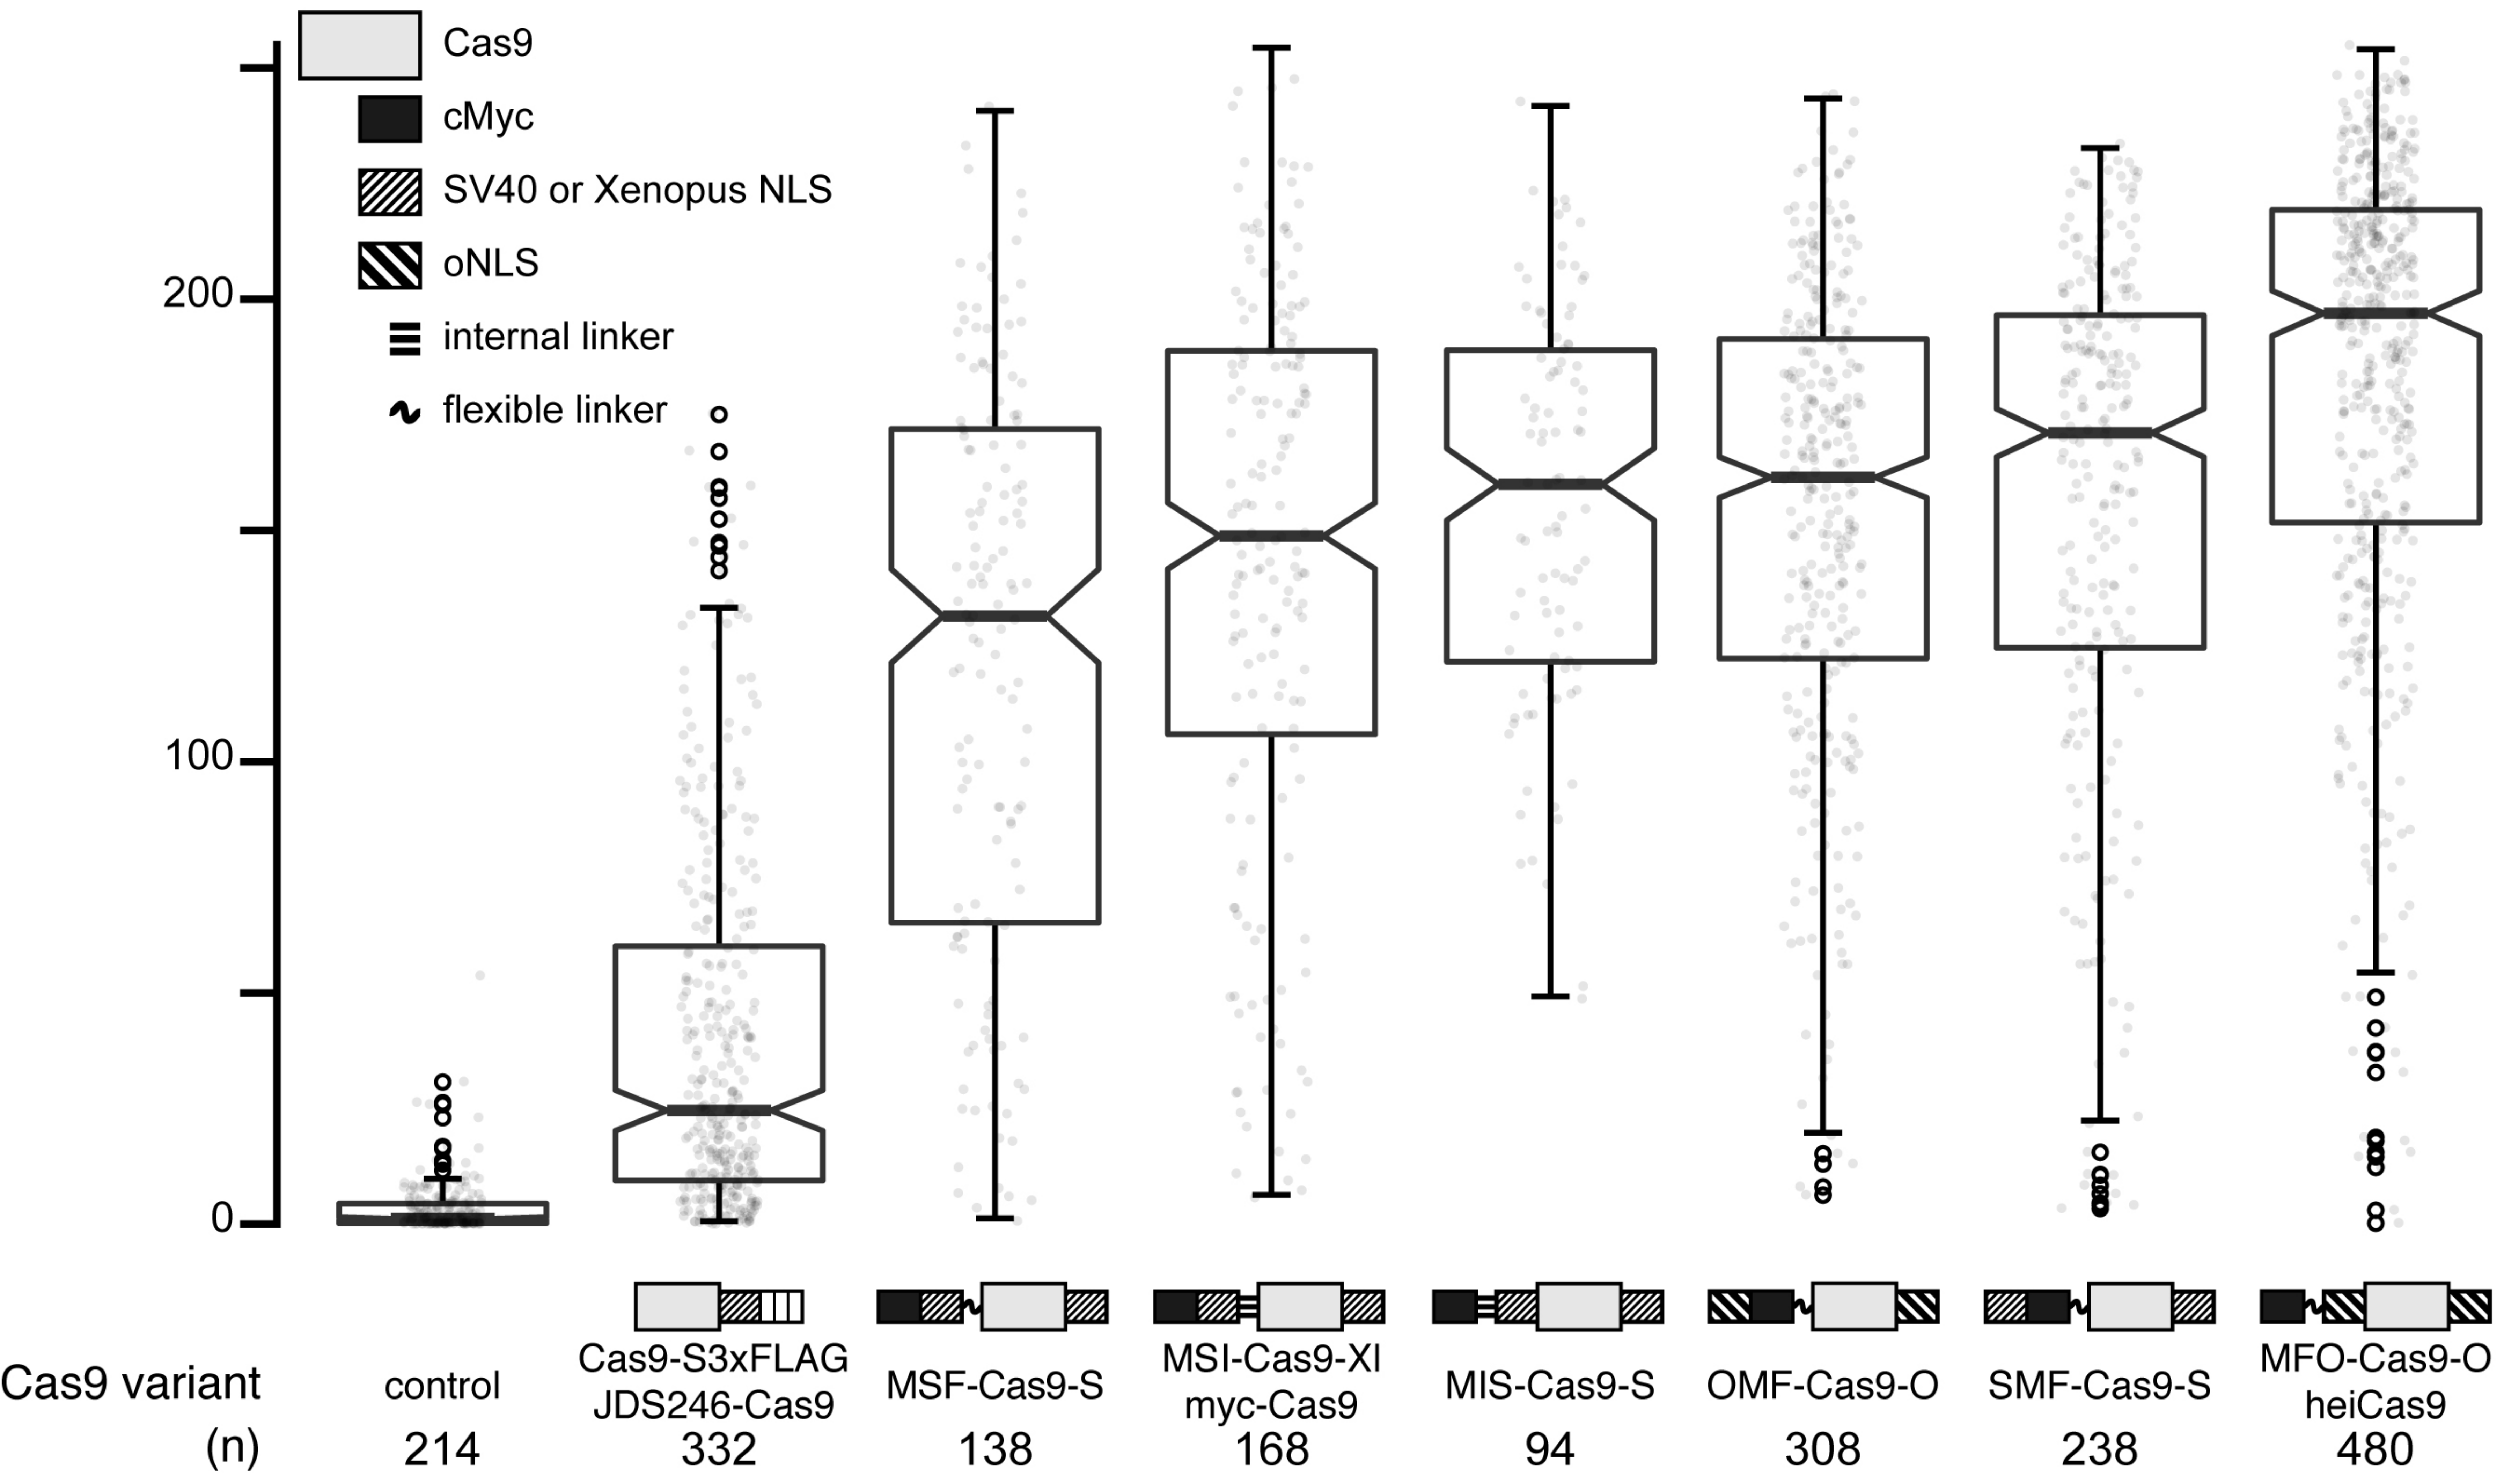 Cas9
cMyc
SV40 or Xenopus NLS
oNLS
internal linker
flexible linker
200
100
0
Cas9 variant
control
Cas9-S3xFLAG
JDS246-Cas9
MSF-Cas9-S
MSI-Cas9-XI
myc-Cas9
MIS-Cas9-S
OMF-Cas9-O
SMF-Cas9-S
MFO-Cas9-O
heiCas9
(n)
214
332
138
168
94
308
238
480